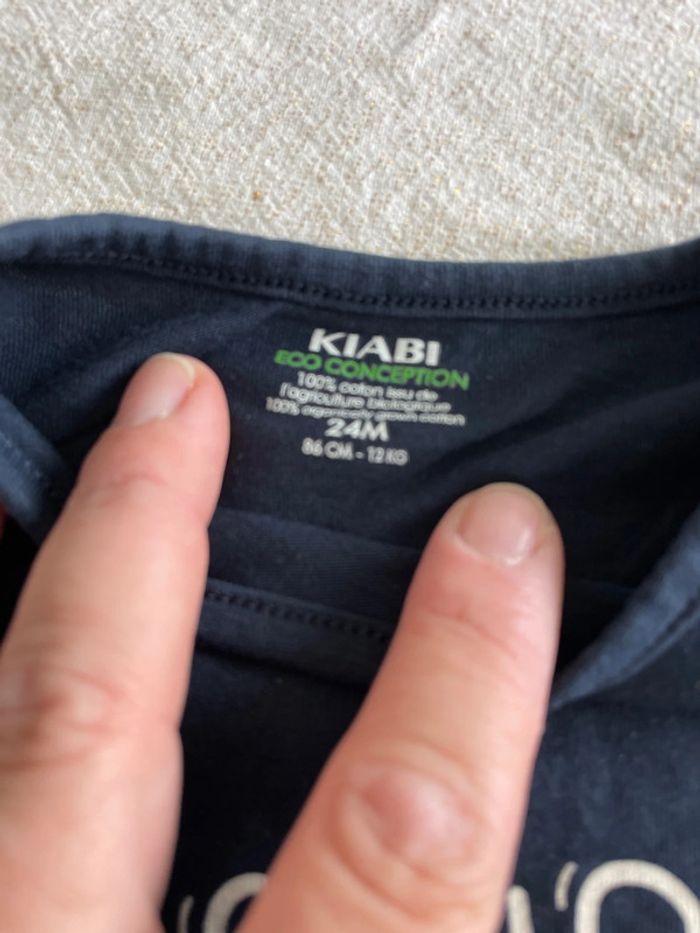 KIABI
ECO CONCEPTION
100% coton issu de
l'agriculture biologique
100% organically grown cotton
24M
86 CM - 12 KG